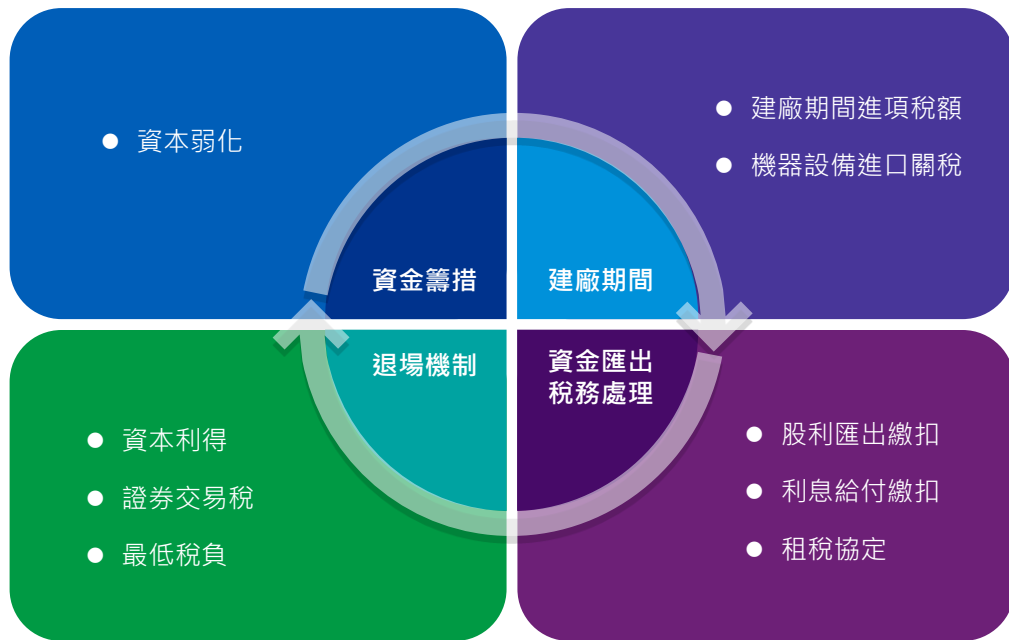 資本弱化
資金籌措
建廠期間進項稅額
機器設備進口關稅
建廠期間
資本利得
證券交易稅
最低稅負
退場機制
資金匯出
稅務處理
股利匯出繳扣
利息給付繳扣
租稅協定